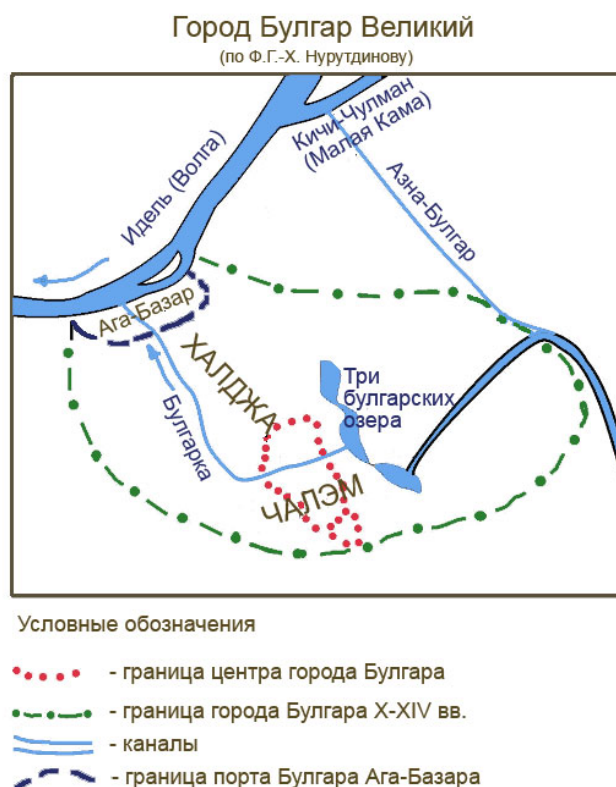 Город Булгар Великий
(по Ф.Г.-Х. Нурутдинову)
Кичи-Чулман
(Малая Кама)
Идель (Волга)
Азна-Булгар
Ага-Базар
ХАЛДЖА
Три
булгарских
озера
Булгарка
ЧАЛЭМ
Условные обозначения
- граница центра города Булгара
- граница города Булгара X-XIV вв.
- каналы
- граница порта Булгара Ага-Базара